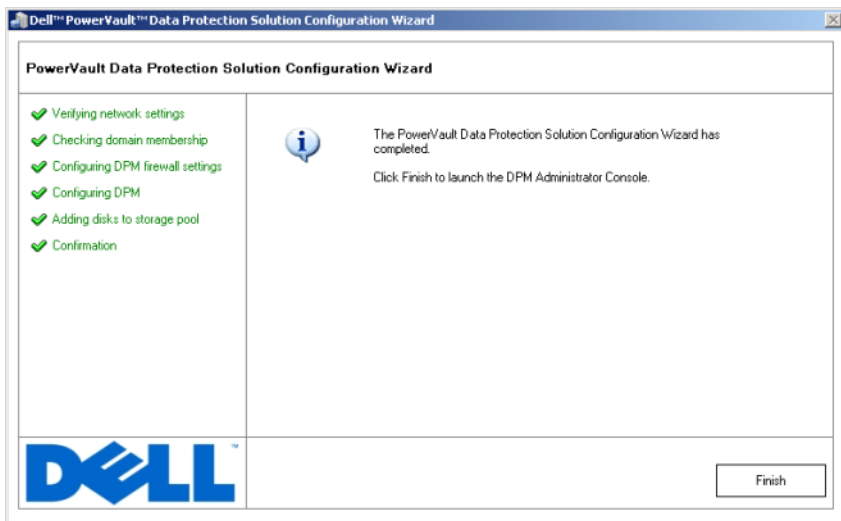 Dell™ PowerVault™ Data Protection Solution Configuration Wizard
PowerVault Data Protection Solution Configuration Wizard
Verifying network settings
Checking domain membership
Configuring DPM firewall settings
Configuring DPM
Adding disks to storage pool
Confirmation
The PowerVault Data Protection Solution Configuration Wizard has
completed.
Click Finish to launch the DPM Administrator Console.
DELL™
Finish